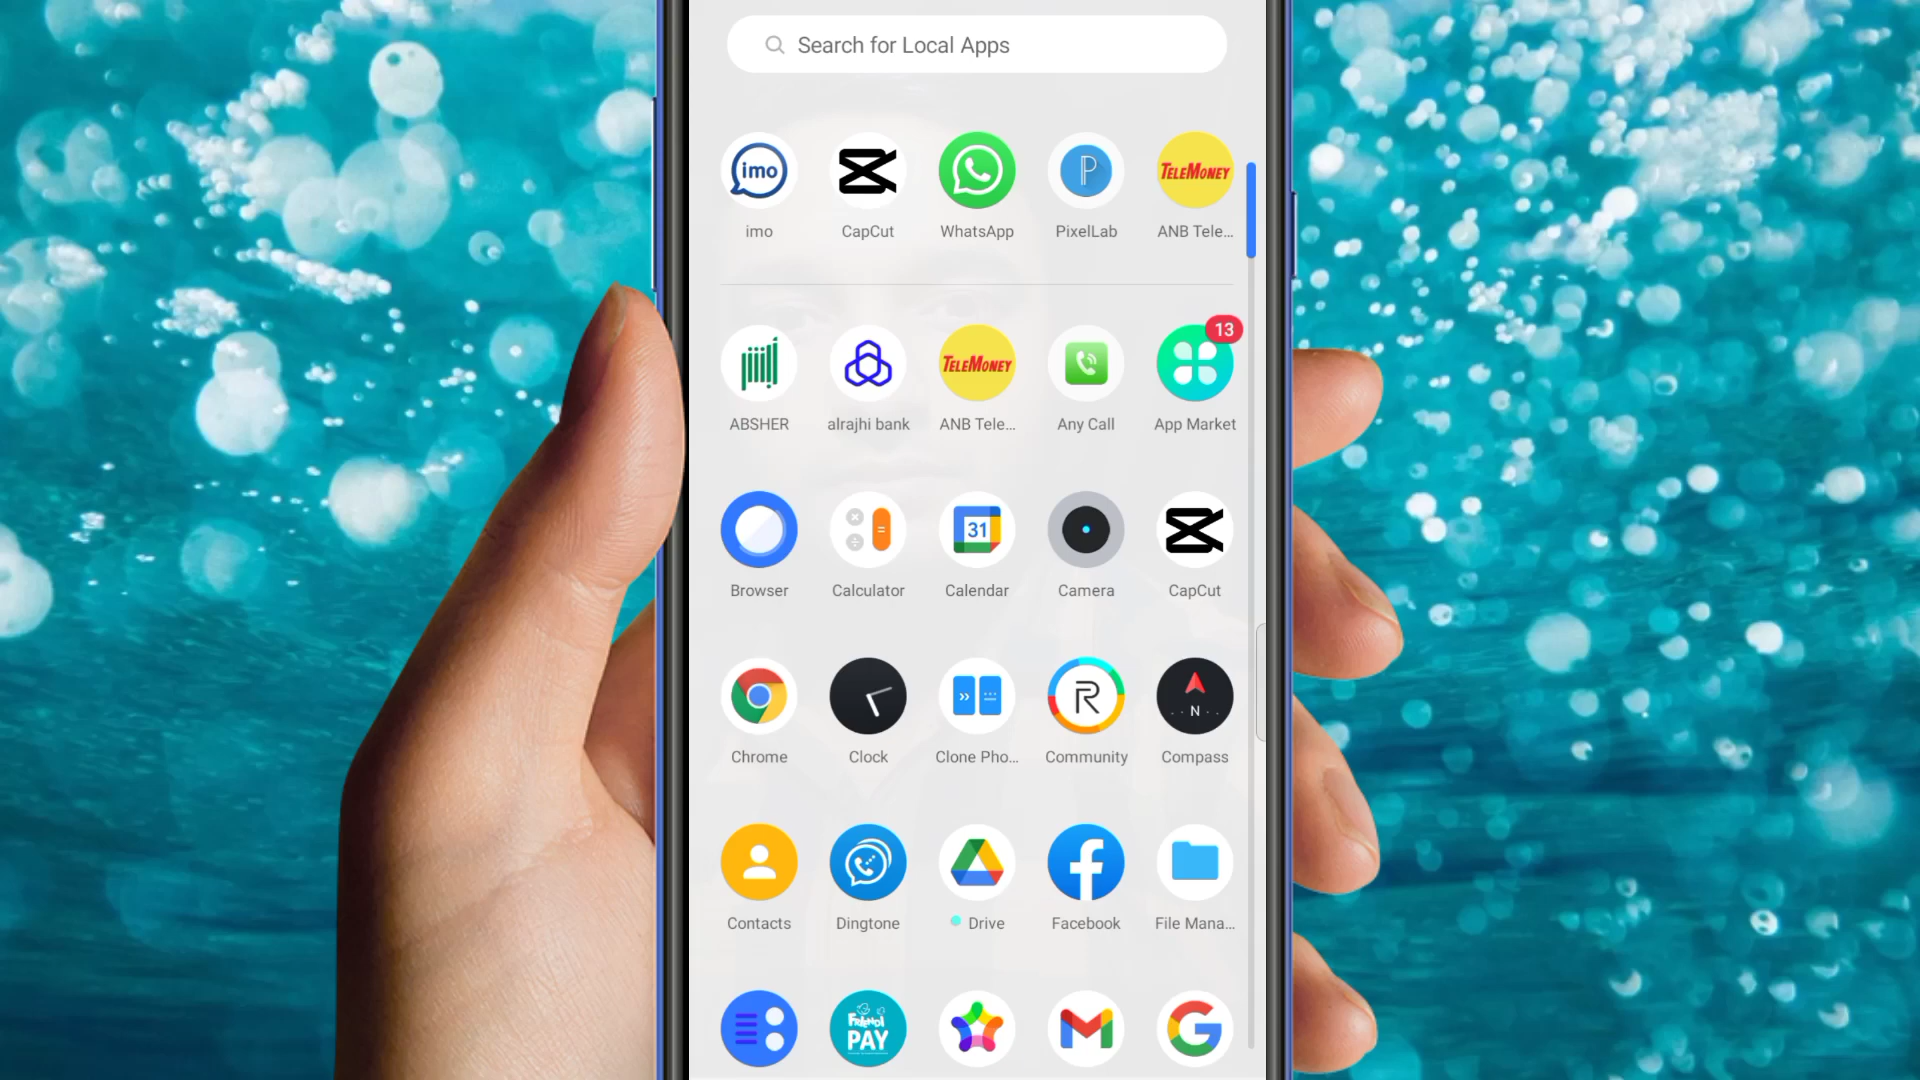 Search for Local Apps
imo
TELEMONEY
imo CapCut WhatsApp PixelLab ANB Tele...
TELEMONEY 13
ABSHER alrajhi bank ANB Tele... Any Call App Market
31
Browser Calculator Calendar Camera CapCut
N
Chrome Clock Clone Pho... Community Compass
Contacts Dingtone Drive Facebook File Mana...
FRiENDi
PAY